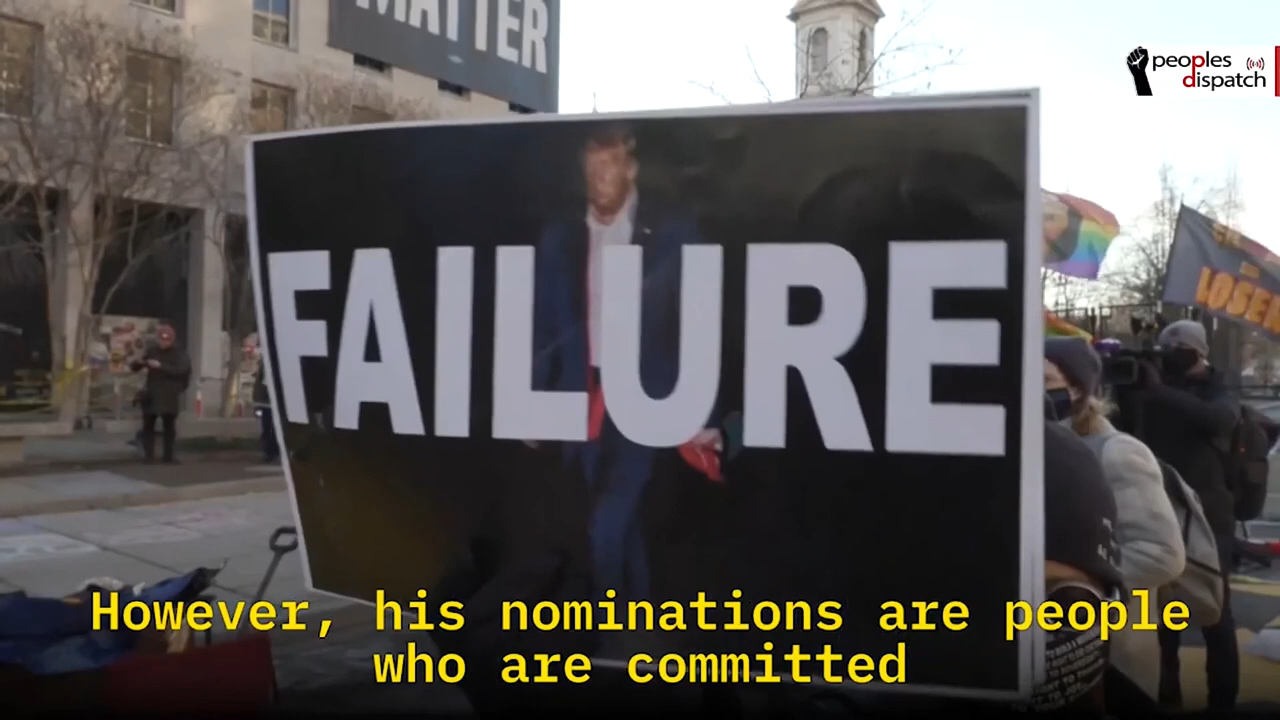 MATTER
peoples
dispatch
FAILURE
LOSER
However, his nominations are people
who are committed